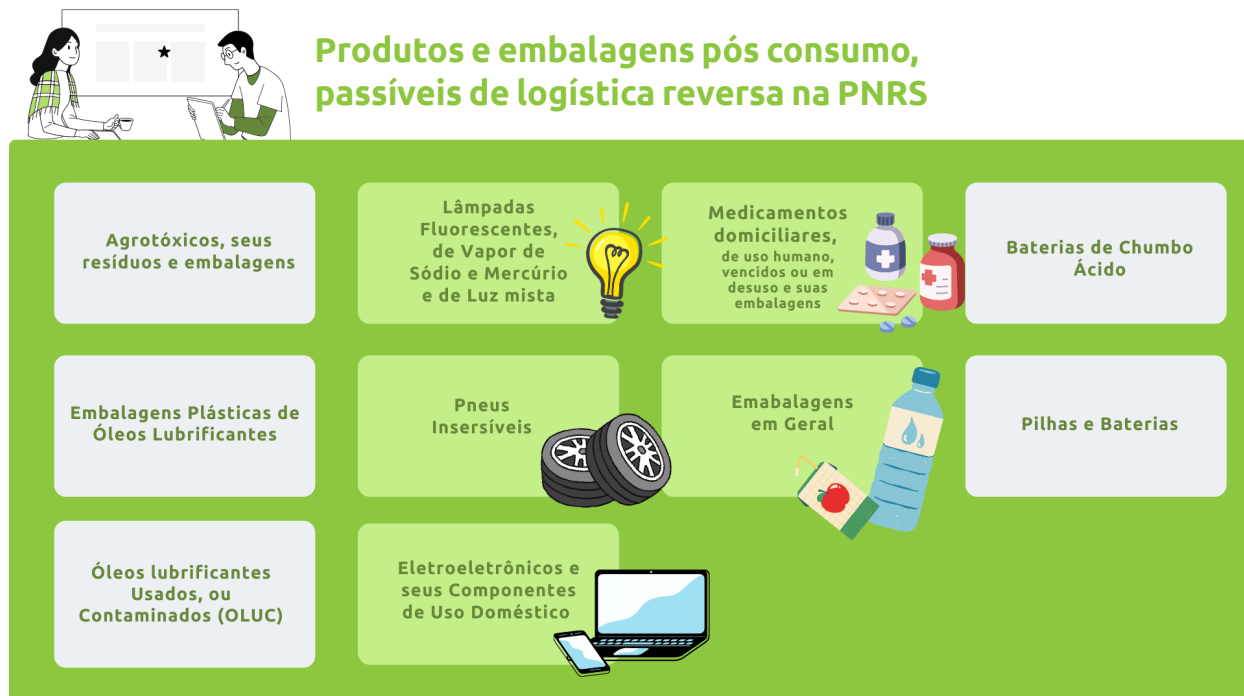 Produtos e embalagens pós consumo,
passíveis de logística reversa na PNRS
Agrotóxicos, seus
resíduos e embalagens
Lâmpadas
Fluorescentes,
de Vapor de
Sódio e Mercúrio
e de Luz mista
Medicamentos
domiciliares,
de uso humano,
vencidos ou em
desuso e suas
embalagens
Baterias de Chumbo
Ácido
Embalagens Plásticas de
Óleos Lubrificantes
Pneus
Insersíveis
Emabalagens
em Geral
Pilhas e Baterias
Óleos lubrificantes
Usados, ou
Contaminados (OLUC)
Eletroeletrônicos e
seus Componentes
de Uso Doméstico